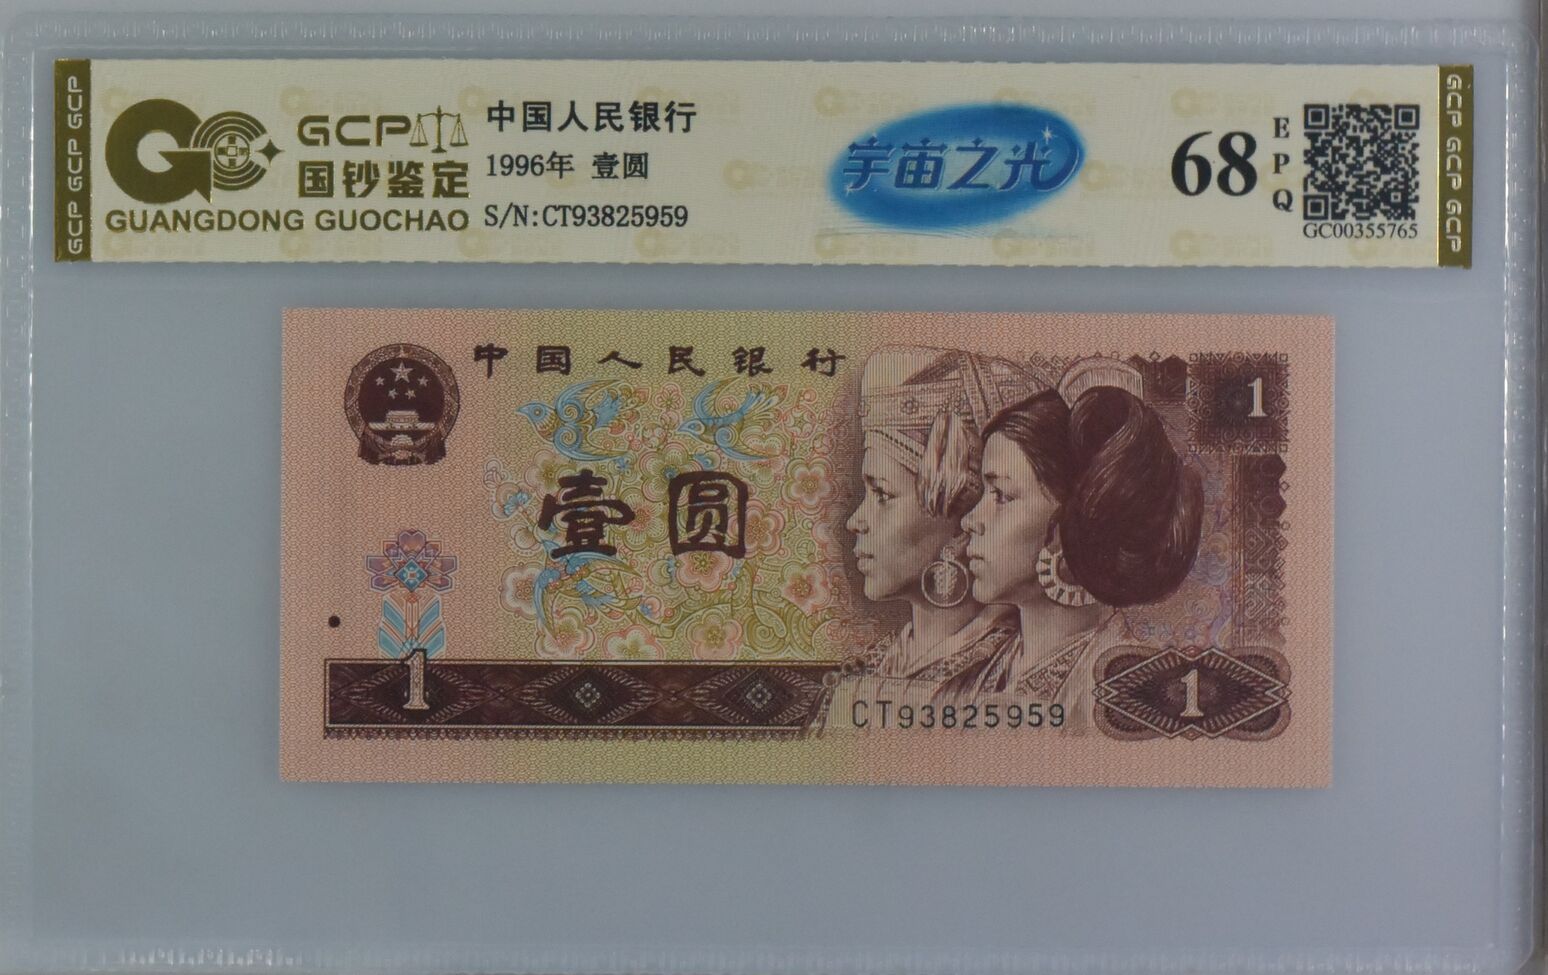 GCP GCP GCP
GCP
国钞鉴定
GUANGDONG GUOCHAO
中国人民银行
1996年 壹圆
S/N:CT93825959
宇宙之光
68
EPQ
GC00355765
GCP GCP GCP
中国人民银行
1
壹圆
1
CT93825959
1